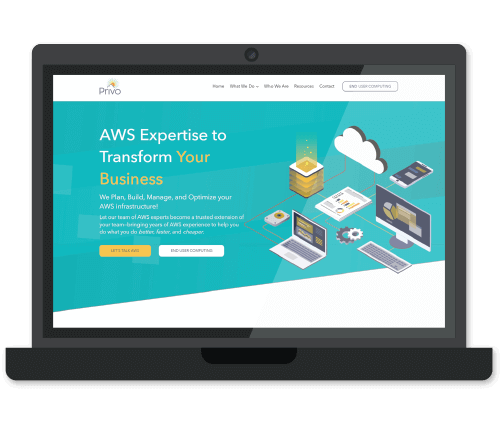 Privo
Home What We Do Who We Are Resources Contact END USER COMPUTING
AWS Expertise to
Transform Your
Business
We Plan, Build, Manage, and Optimize your
AWS infrastructure!
Let our team of AWS experts become a trusted extension of
your team–bringing years of AWS experience to help you
do what you do better, faster, and cheaper.
LET'S TALK AWS END USER COMPUTING